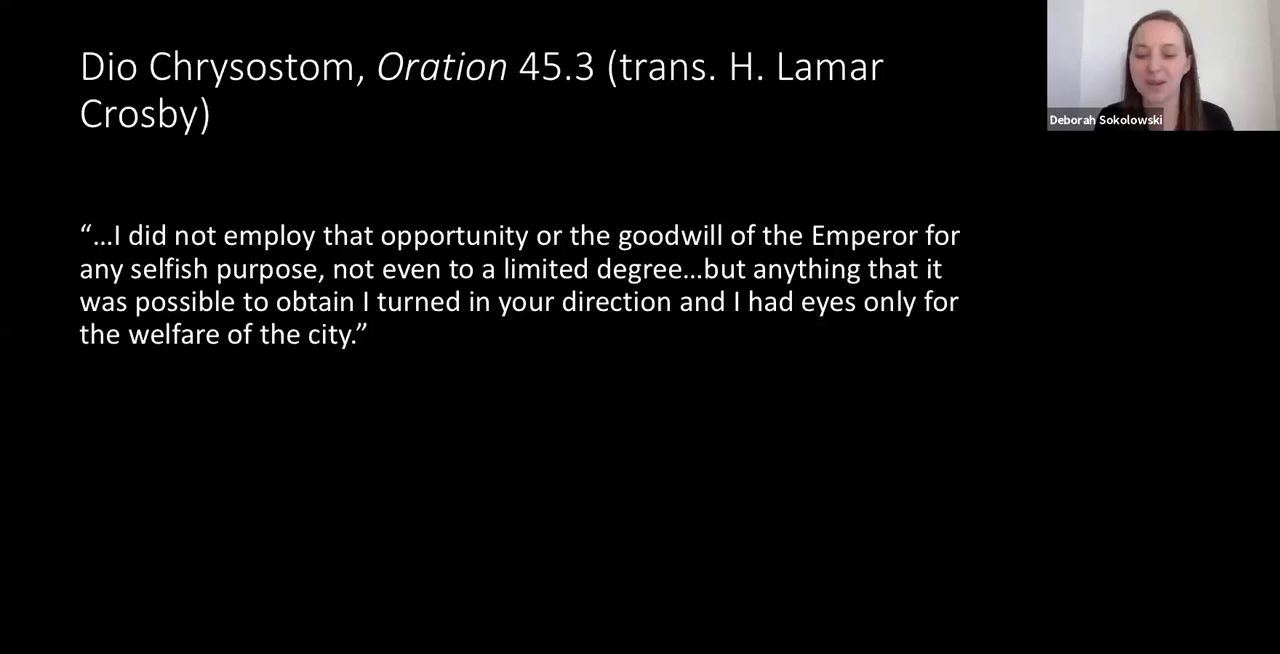 Dio Chrysostom, Oration 45.3 (trans. H. Lamar
Crosby)
Deborah Sokolowski
“…I did not employ that opportunity or the goodwill of the Emperor for
any selfish purpose, not even to a limited degree…but anything that it
was possible to obtain I turned in your direction and I had eyes only for
the welfare of the city.”